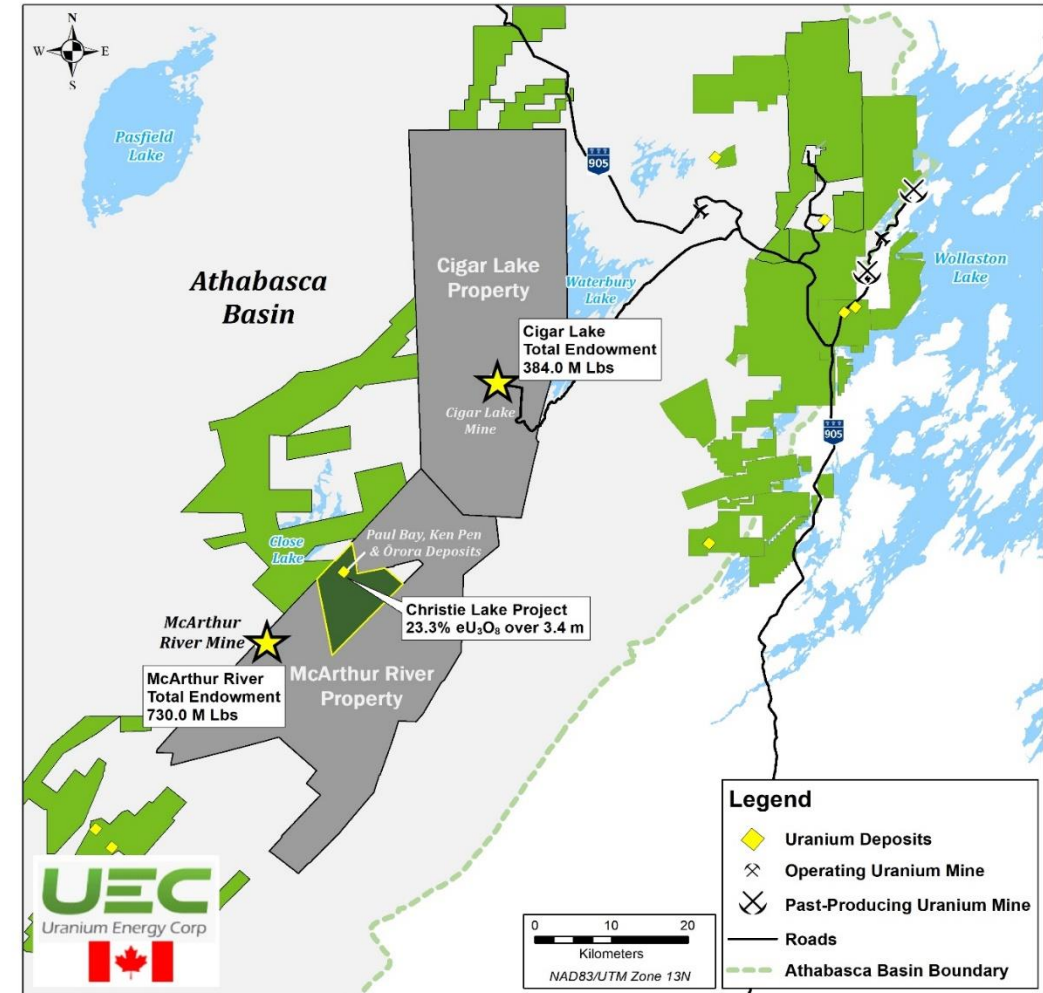 N
W
E
S
Pasfield
Lake
905
Athabasca
Basin
Cigar Lake
Property
Waterbury
Lake
Wollaston
Lake
Cigar Lake
Total Endowment
384.0 M Lbs
Cigar Lake
Mine
905
Paul Bay, Ken Pen
& Ōrora Deposits
Close
Lake
Christie Lake Project
23.3% eU₃O₈ over 3.4 m
McArthur
River Mine
McArthur River
Property
McArthur River
Total Endowment
730.0 M Lbs
UEC
Uranium Energy Corp
0 10 20
Kilometers
NAD83/UTM Zone 13N
Legend
Uranium Deposits
Operating Uranium Mine
Past-Producing Uranium Mine
Roads
Athabasca Basin Boundary